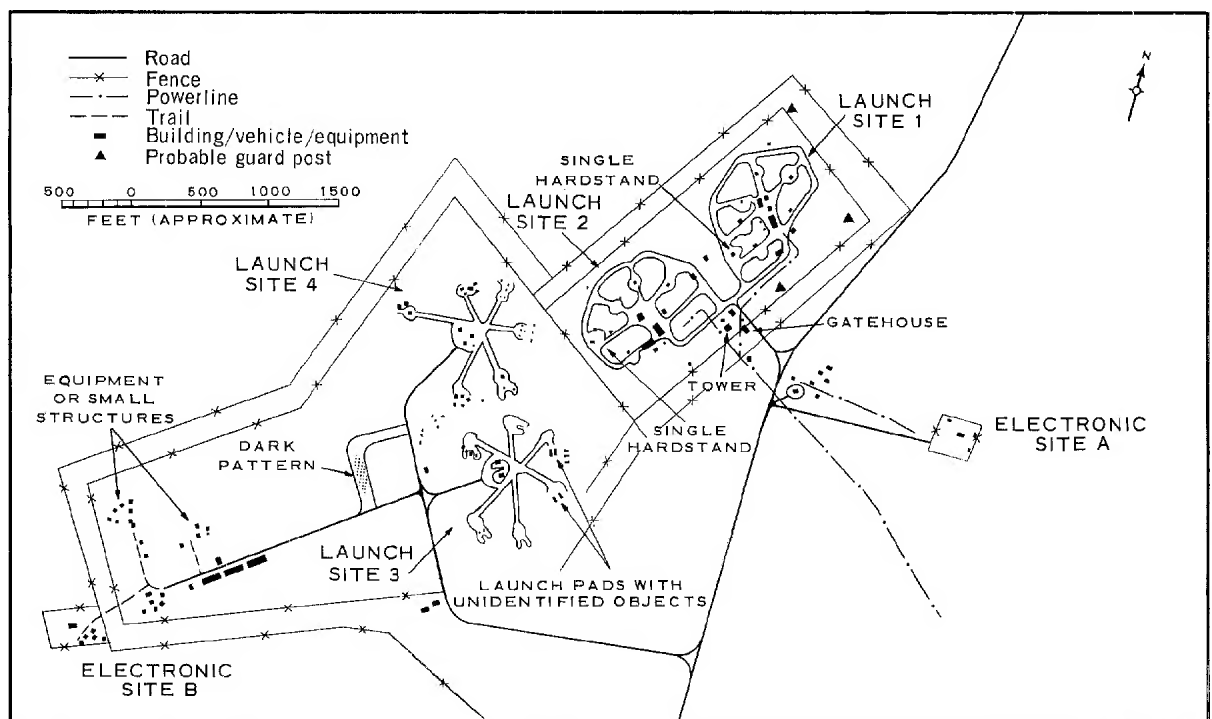 Road
Fence
Powerline
Trail
Building/vehicle/equipment
Probable guard post
500 0 500 1000 1500
FEET (APPROXIMATE)
N
LAUNCH
SITE 1
SINGLE
HARDSTAND
LAUNCH
SITE 2
LAUNCH
SITE 4
GATEHOUSE
TOWER
EQUIPMENT
OR SMALL
STRUCTURES
DARK
PATTERN
SINGLE
HARDSTAND
ELECTRONIC
SITE A
LAUNCH
SITE 3
LAUNCH PADS WITH
UNIDENTIFIED OBJECTS
ELECTRONIC
SITE B